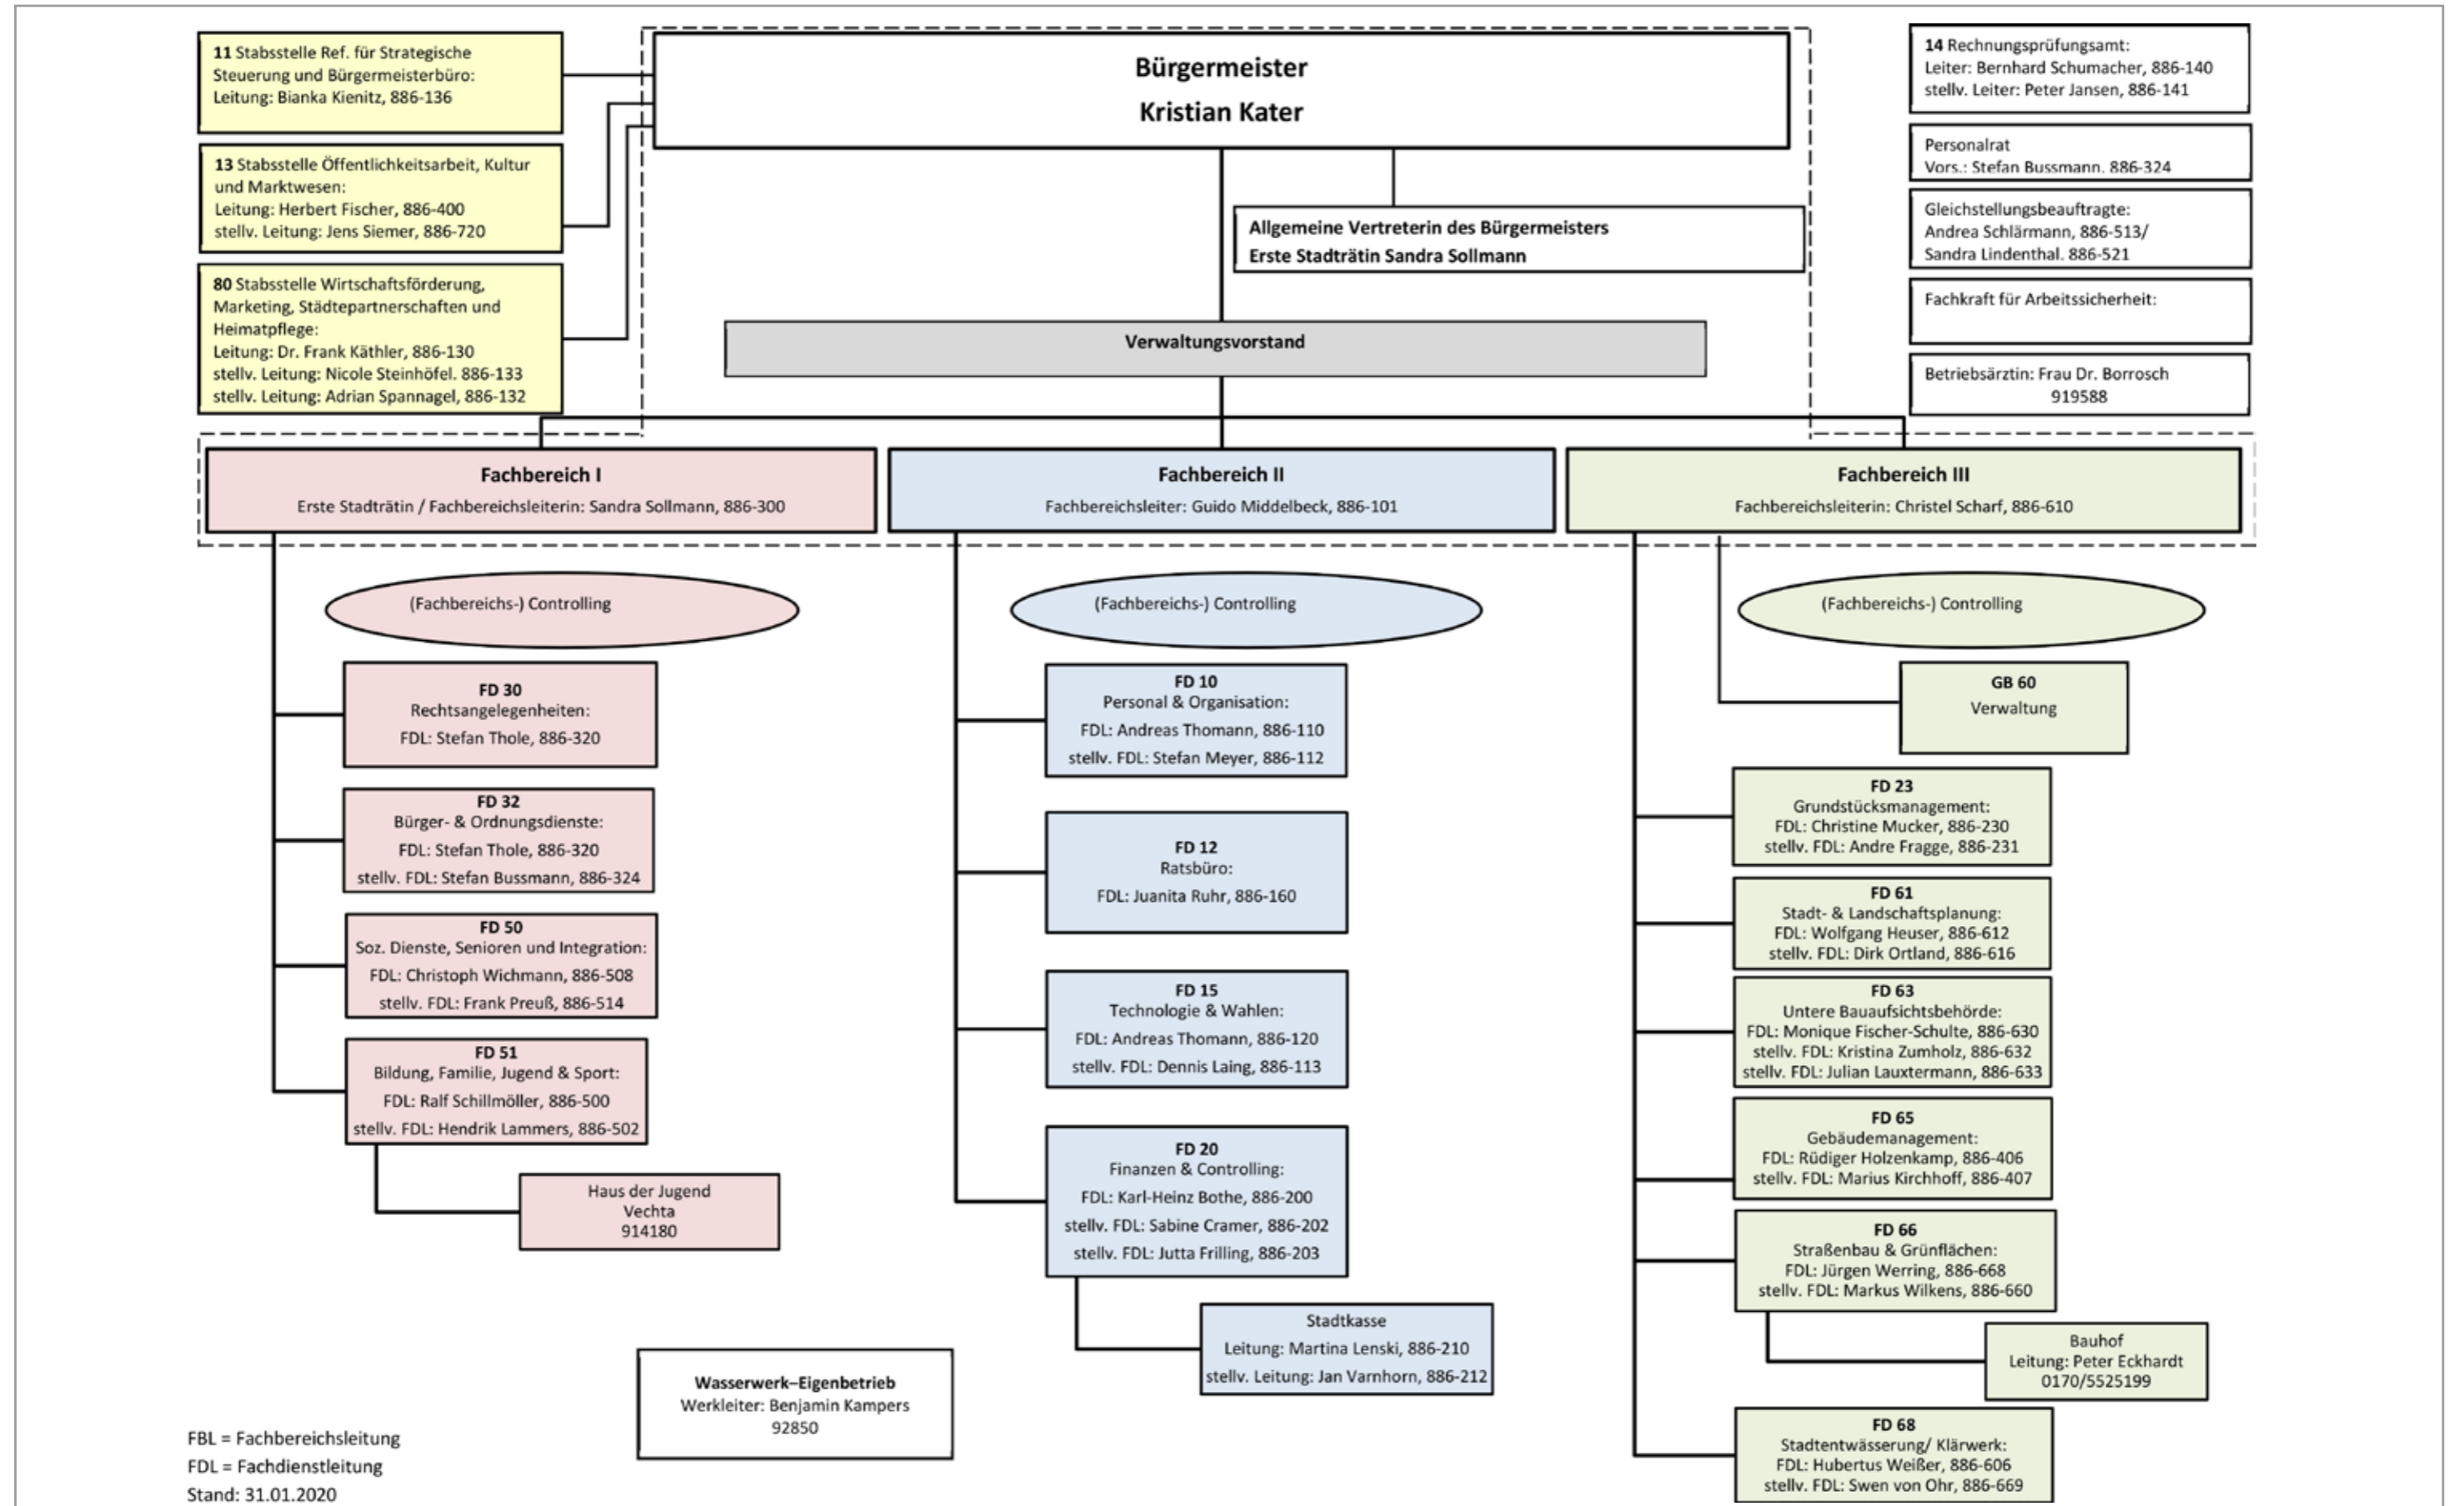 11 Stabsstelle Ref. für Strategische
Steuerung und Bürgermeisterbüro:
Leitung: Bianka Kienitz, 886-136
13 Stabsstelle Öffentlichkeitsarbeit, Kultur
und Marktwesen:
Leitung: Herbert Fischer, 886-400
stellv. Leitung: Jens Siemer, 886-720
80 Stabsstelle Wirtschaftsförderung,
Marketing, Städtepartnerschaften und
Heimatpflege:
Leitung: Dr. Frank Käthler, 886-130
stellv. Leitung: Nicole Steinhöfel. 886-133
stellv. Leitung: Adrian Spannagel, 886-132
Bürgermeister
Kristian Kater
Allgemeine Vertreterin des Bürgermeisters
Erste Stadträtin Sandra Sollmann
Verwaltungsvorstand
14 Rechnungsprüfungsamt:
Leiter: Bernhard Schumacher, 886-140
stellv. Leiter: Peter Jansen, 886-141
Personalrat
Vors.: Stefan Bussmann. 886-324
Gleichstellungsbeauftragte:
Andrea Schlärmann, 886-513/
Sandra Lindenthal. 886-521
Fachkraft für Arbeitssicherheit:
Betriebsärztin: Frau Dr. Borrosch
919588
Fachbereich I
Erste Stadträtin / Fachbereichsleiterin: Sandra Sollmann, 886-300
(Fachbereichs-) Controlling
FD 30
Rechtsangelegenheiten:
FDL: Stefan Thole, 886-320
FD 32
Bürger- & Ordnungsdienste:
FDL: Stefan Thole, 886-320
stellv. FDL: Stefan Bussmann, 886-324
FD 50
Soz. Dienste, Senioren und Integration:
FDL: Christoph Wichmann, 886-508
stellv. FDL: Frank Preuß, 886-514
FD 51
Bildung, Familie, Jugend & Sport:
FDL: Ralf Schillmöller, 886-500
stellv. FDL: Hendrik Lammers, 886-502
Haus der Jugend
Vechta
914180
Fachbereich II
Fachbereichsleiter: Guido Middelbeck, 886-101
(Fachbereichs-) Controlling
FD 10
Personal & Organisation:
FDL: Andreas Thomann, 886-110
stellv. FDL: Stefan Meyer, 886-112
FD 12
Ratsbüro:
FDL: Juanita Ruhr, 886-160
FD 15
Technologie & Wahlen:
FDL: Andreas Thomann, 886-120
stellv. FDL: Dennis Laing, 886-113
FD 20
Finanzen & Controlling:
FDL: Karl-Heinz Bothe, 886-200
stellv. FDL: Sabine Cramer, 886-202
stellv. FDL: Jutta Frilling, 886-203
Stadtkasse
Leitung: Martina Lenski, 886-210
stellv. Leitung: Jan Varnhorn, 886-212
Fachbereich III
Fachbereichsleiterin: Christel Scharf, 886-610
(Fachbereichs-) Controlling
GB 60
Verwaltung
FD 23
Grundstücksmanagement:
FDL: Christine Mucker, 886-230
stellv. FDL: Andre Fragge, 886-231
FD 61
Stadt- & Landschaftsplanung:
FDL: Wolfgang Heuser, 886-612
stellv. FDL: Dirk Ortland, 886-616
FD 63
Untere Bauaufsichtsbehörde:
FDL: Monique Fischer-Schulte, 886-630
stellv. FDL: Kristina Zumholz, 886-632
stellv. FDL: Julian Lauxtermann, 886-633
FD 65
Gebäudemanagement:
FDL: Rüdiger Holzenkamp, 886-406
stellv. FDL: Marius Kirchhoff, 886-407
FD 66
Straßenbau & Grünflächen:
FDL: Jürgen Werring, 886-668
stellv. FDL: Markus Wilkens, 886-660
Bauhof
Leitung: Peter Eckhardt
0170/5525199
FD 68
Stadtentwässerung/ Klärwerk:
FDL: Hubertus Weißer, 886-606
stellv. FDL: Swen von Ohr, 886-669
Wasserwerk–Eigenbetrieb
Werkleiter: Benjamin Kampers
92850
FBL = Fachbereichsleitung
FDL = Fachdienstleitung
Stand: 31.01.2020